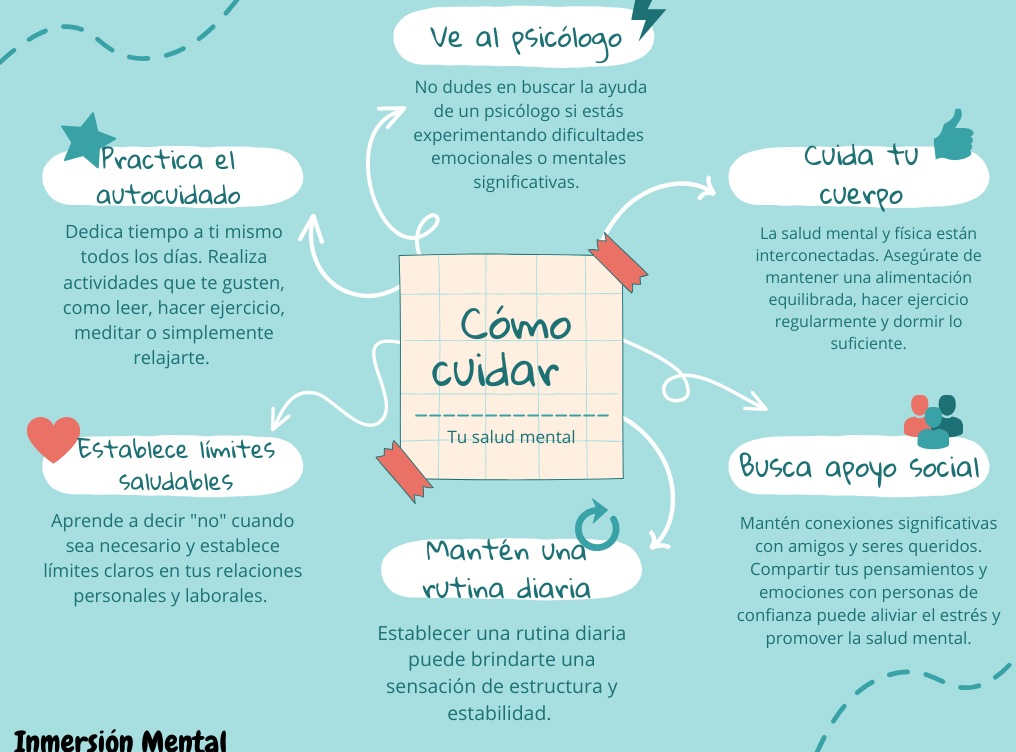 Ve al psicólogo
No dudes en buscar la ayuda
de un psicólogo si estás
experimentando dificultades
emocionales o mentales
significativas.
Practica el
autocuidado
Dedica tiempo a ti mismo
todos los días. Realiza
actividades que te gusten,
como leer, hacer ejercicio,
meditar o simplemente
relajarte.
Cuida tu
cuerpo
La salud mental y física están
interconectadas. Asegúrate de
mantener una alimentación
equilibrada, hacer ejercicio
regularmente y dormir lo
suficiente.
Cómo
cuidar
Tu salud mental
Establece límites
saludables
Aprende a decir "no" cuando
sea necesario y establece
límites claros en tus relaciones
personales y laborales.
Busca apoyo social
Mantén conexiones significativas
con amigos y seres queridos.
Compartir tus pensamientos y
emociones con personas de
confianza puede aliviar el estrés y
promover la salud mental.
Mantén una
rutina diaria
Establecer una rutina diaria
puede brindarte una
sensación de estructura y
estabilidad.
Inmersión Mental